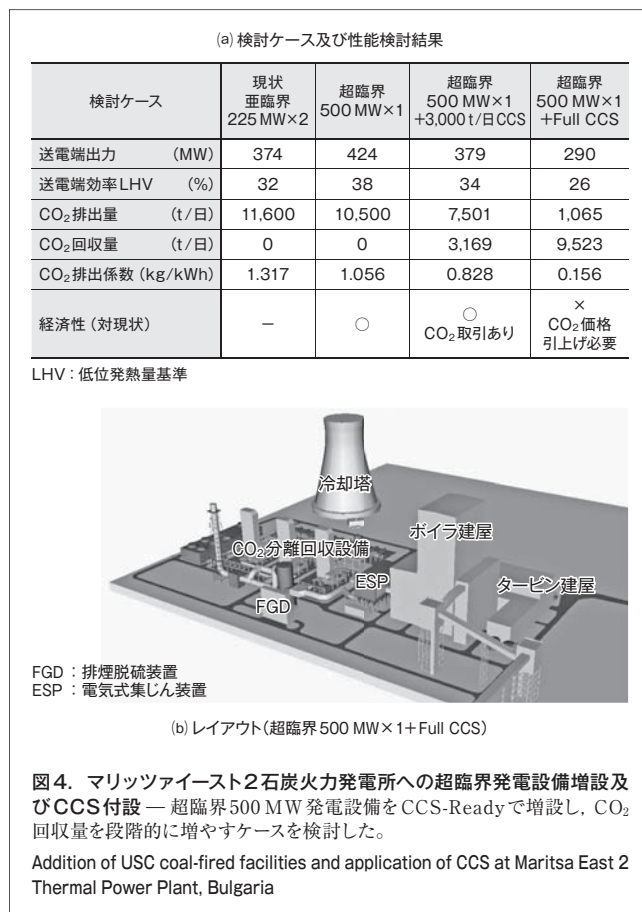 (a) 検討ケース及び性能検討結果
検討ケース
現状
亜臨界
225 MW×2
超臨界
500 MW×1
超臨界
500 MW×1
+3,000 t/日CCS
超臨界
500 MW×1
+Full CCS
送電端出力 (MW) 374 424 379 290
送電端効率LHV (%) 32 38 34 26
CO₂排出量 (t/日) 11,600 10,500 7,501 1,065
CO₂回収量 (t/日) 0 0 3,169 9,523
CO₂排出係数 (kg/kWh) 1.317 1.056 0.828 0.156
経済性 (対現状) − ○
○
CO₂取引あり
×
CO₂価格
引上げ必要
LHV：低位発熱量基準
冷却塔
ボイラ建屋
CO₂分離回収設備
ESP
タービン建屋
FGD
FGD：排煙脱硫装置
ESP：電気式集じん装置
(b) レイアウト(超臨界500 MW×1+Full CCS)
図4．マリッツァイースト2石炭火力発電所への超臨界発電設備増設及
びCCS付設 — 超臨界500 MW発電設備をCCS-Readyで増設し，CO₂
回収量を段階的に増やすケースを検討した。
Addition of USC coal-fired facilities and application of CCS at Maritsa East 2
Thermal Power Plant, Bulgaria